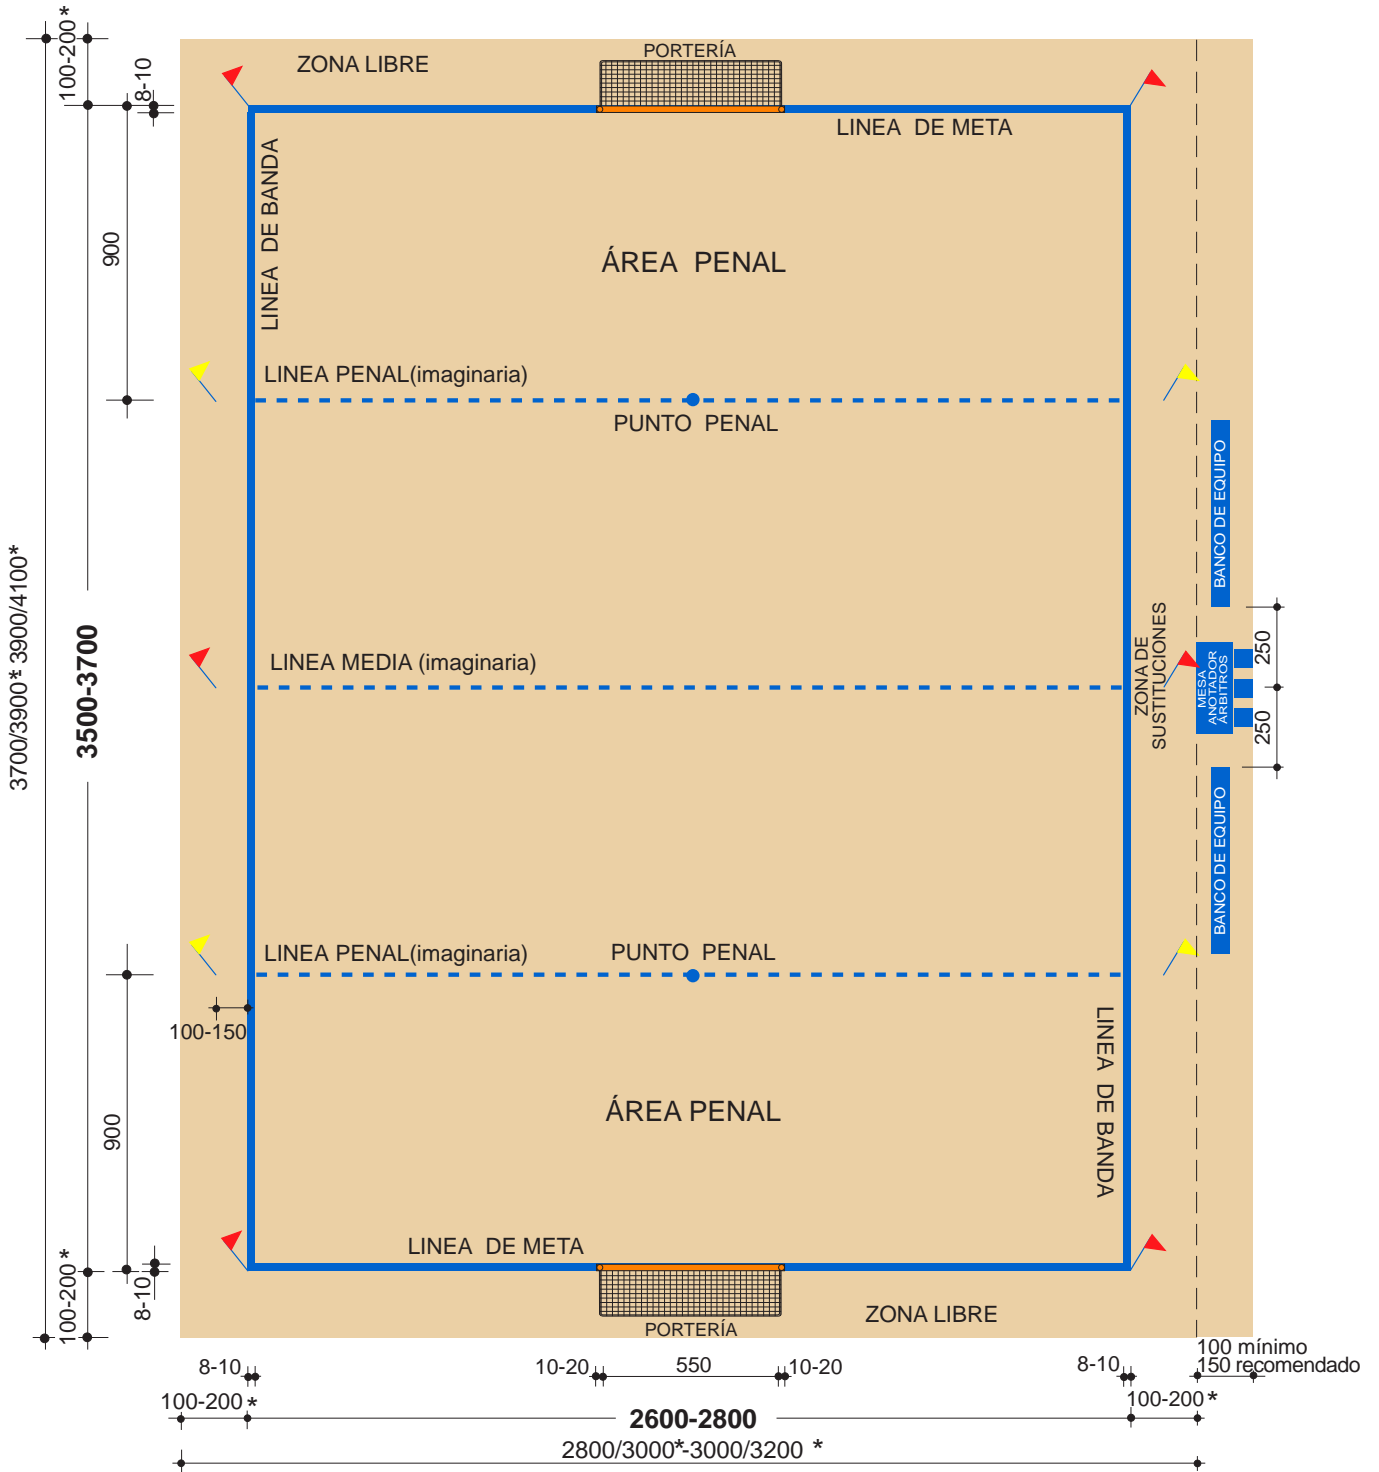 100-200*
8-10
ZONA LIBRE
PORTERÍA
LINEA DE META
LINEA DE BANDA
900
ÁREA PENAL
LINEA PENAL(imaginaria)
PUNTO PENAL
BANCO DE EQUIPO
3700/3900* 3900/4100*
3500-3700
LINEA MEDIA (imaginaria)
ZONA DE
SUSTITUCIONES
MESA
ANOTADOR
ÁRBITROS
250
250
BANCO DE EQUIPO
LINEA PENAL(imaginaria)
PUNTO PENAL
100-150
LINEA DE BANDA
900
ÁREA PENAL
LINEA DE META
100-200*
8-10
ZONA LIBRE
PORTERÍA
100 mínimo
150 recomendado
8-10
10-20
550
10-20
8-10
100-200*
2600-2800
100-200*
2800/3000*-3000/3200 *